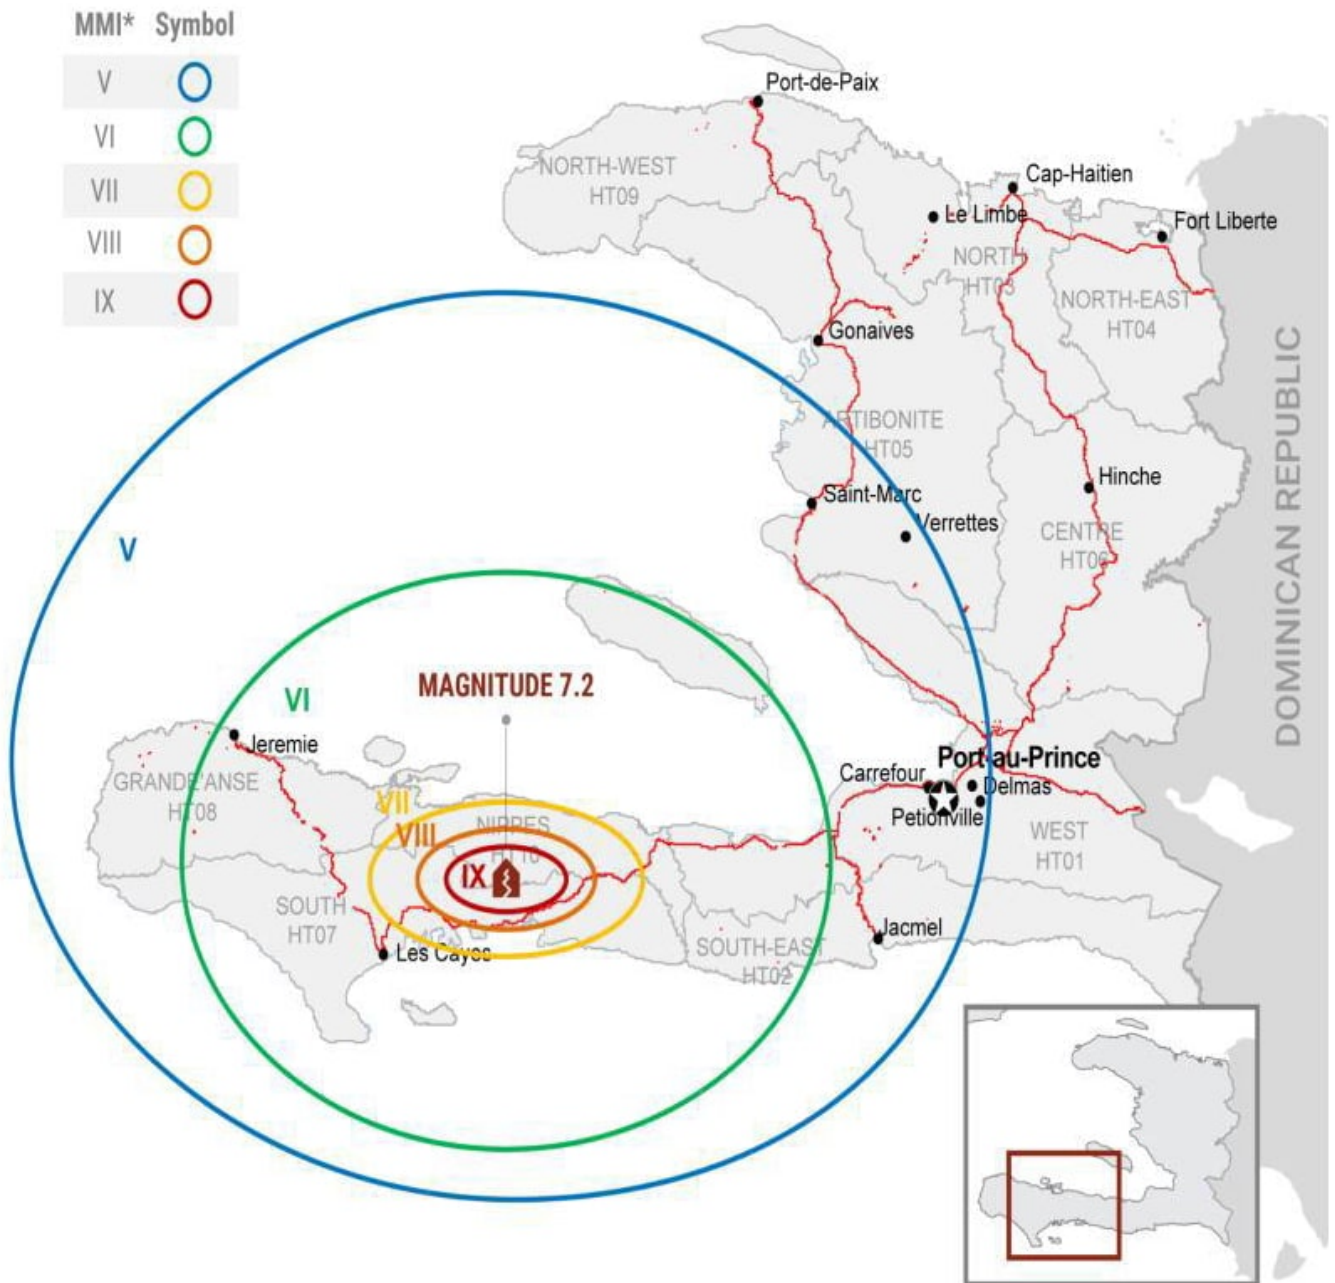 MMI* Symbol
V
VI
VII
VIII
IX
Port-de-Paix
NORTH-WEST
HT09
Cap-Haitien
Le Limbe
Fort Liberte
NORTH
HT03
NORTH-EAST
HT04
Gonaives
ARTIBONITE
HT05
Saint-Marc
Verrettes
Hinche
CENTRE
HT06
DOMINICAN REPUBLIC
V
VI
MAGNITUDE 7.2
Jeremie
GRANDE'ANSE
HT08
VII
VIII
NIPPES
HT10
IX
Port-au-Prince
Carrefour
Delmas
Petionville
WEST
HT01
SOUTH
HT07
Les Cayes
Jacmel
SOUTH-EAST
HT02